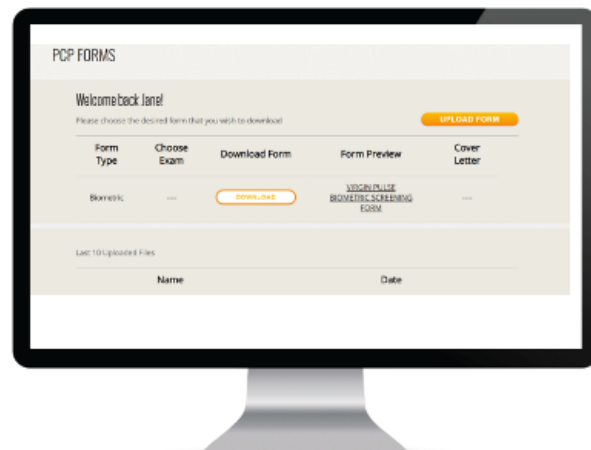 PCP FORMS
Welcome back Jane!
Please choose the desired form that you wish to download
UPLOAD FORM
Form Type
Choose Exam
Download Form
Form Preview
Cover Letter
Biometric
----
DOWNLOAD
VIRGIN PULSE
BIOMETRIC SCREENING
FORM
----
Last 10 Uploaded Files
Name
Date